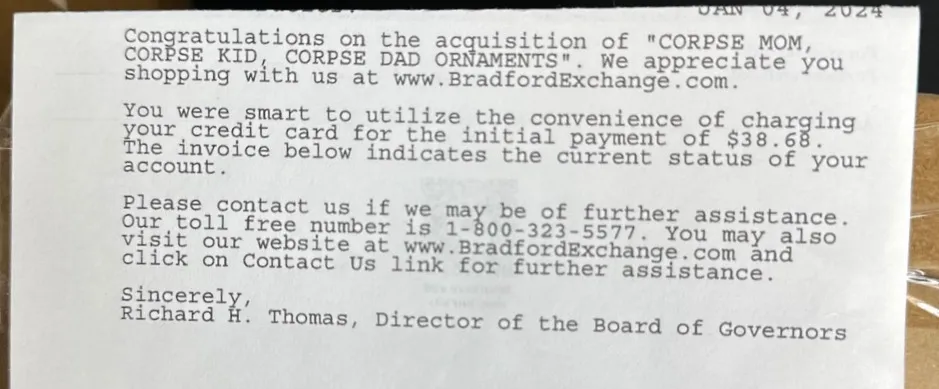 JAN 04, 2024
Congratulations on the acquisition of "CORPSE MOM,
CORPSE KID, CORPSE DAD ORNAMENTS". We appreciate you
shopping with us at www.BradfordExchange.com.
You were smart to utilize the convenience of charging
your credit card for the initial payment of $38.68.
The invoice below indicates the current status of your
account.
Please contact us if we may be of further assistance.
Our toll free number is 1-800-323-5577. You may also
visit our website at www.BradfordExchange.com and
click on Contact Us link for further assistance.
Sincerely,
Richard H. Thomas, Director of the Board of Governors